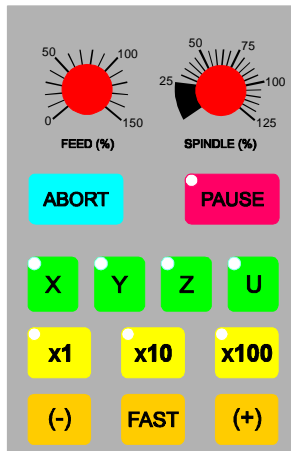 50 100
0 150
FEED (%)
50 75
25 100
125
SPINDLE (%)
ABORT PAUSE
X Y Z U
x1 x10 x100
(-) FAST (+)